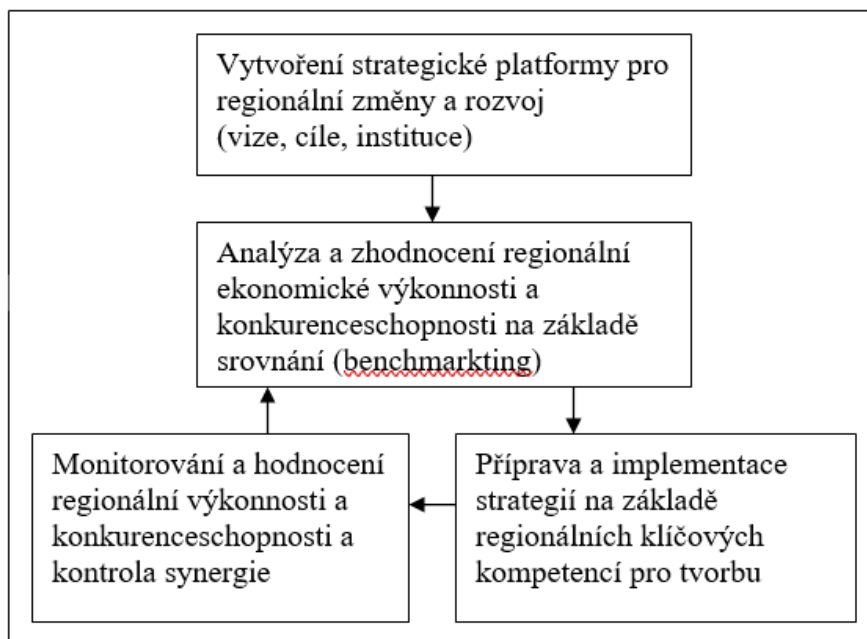 Vytvoření strategické platformy pro
regionální změny a rozvoj
(vize, cíle, instituce)
Analýza a zhodnocení regionální
ekonomické výkonnosti a
konkurenceschopnosti na základě
srovnání (benchmarkting)
Monitorování a hodnocení
regionální výkonnosti a
konkurenceschopnosti a
kontrola synergie
Příprava a implementace
strategií na základě
regionálních klíčových
kompetencí pro tvorbu